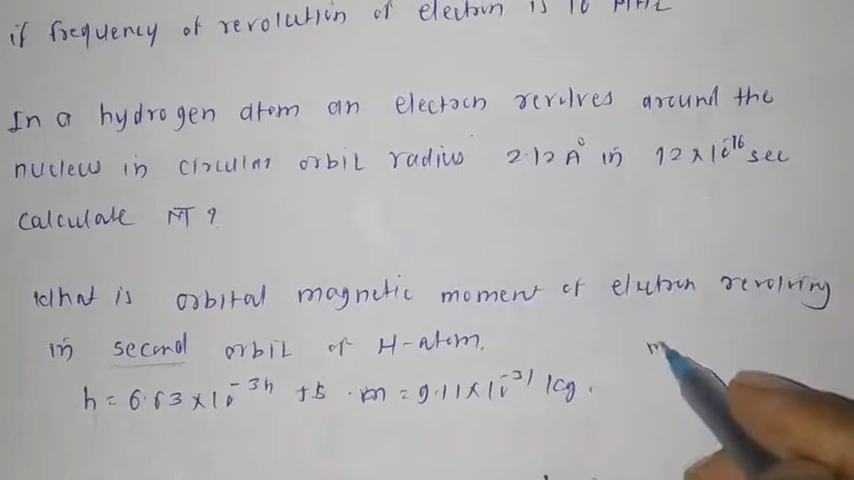 if frequency of revolution of electron is 10 MHz
In a hydrogen atom an electron revolves around the
nucleus in circular orbit radius 2.12 A° in 12×10⁻¹⁶ sec
calculate M̅ ?
What is orbital magnetic moment of electron revolving
in second orbit of H-atom.
h = 6.63×10⁻³⁴ JS . m = 9.11×10⁻³¹ kg .
m